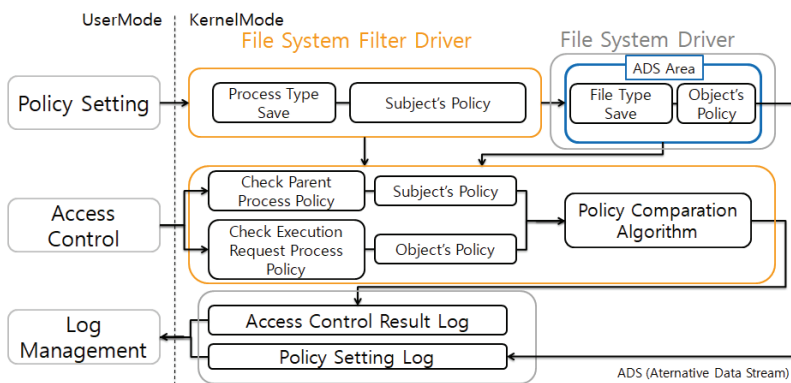 UserMode
KernelMode
File System Filter Driver
File System Driver
ADS Area
Policy Setting
Process Type
Save
Subject's Policy
File Type
Save
Object's
Policy
Access
Control
Check Parent
Process Policy
Subject's Policy
Check Execution
Request Process
Policy
Object's Policy
Policy Comparation
Algorithm
Log
Management
Access Control Result Log
Policy Setting Log
ADS (Aternative Data Stream)